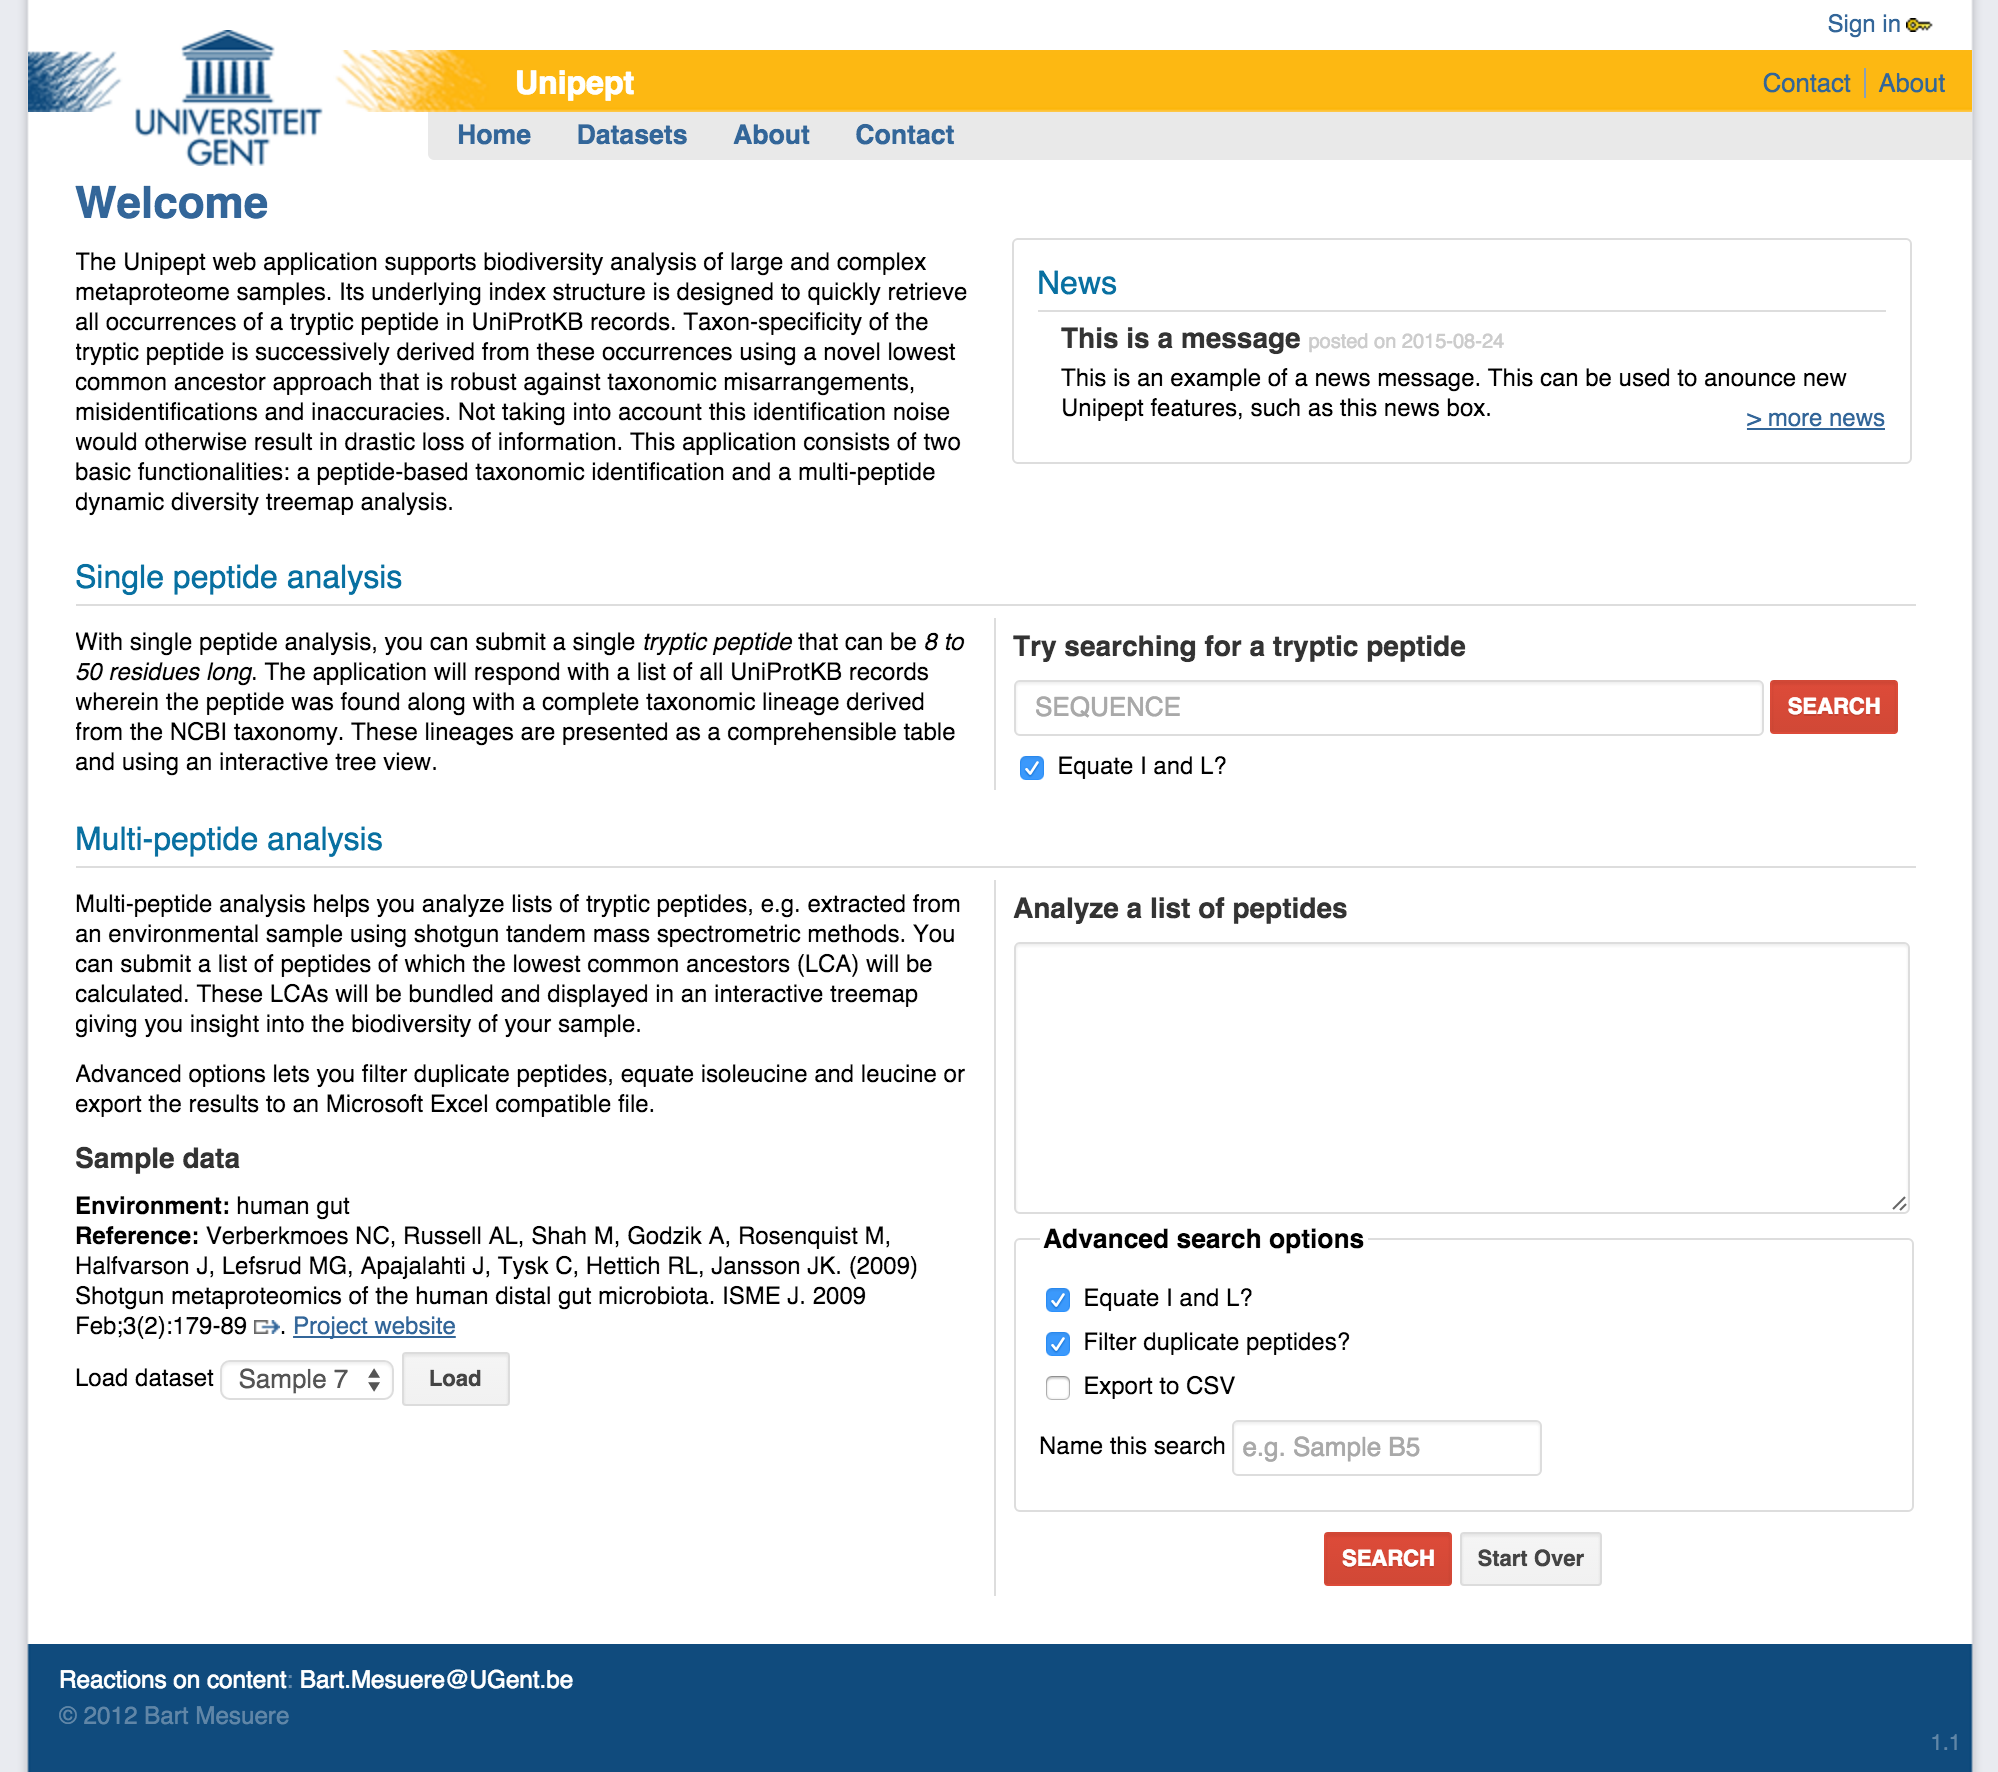 Sign in
UNIVERSITEIT
GENT
Unipept
Contact
About
Home
Datasets
About
Contact
Welcome
The Unipept web application supports biodiversity analysis of large and complex
metaproteome samples. Its underlying index structure is designed to quickly retrieve
all occurrences of a tryptic peptide in UniProtKB records. Taxon-specificity of the
tryptic peptide is successively derived from these occurrences using a novel lowest
common ancestor approach that is robust against taxonomic misarrangements,
misidentifications and inaccuracies. Not taking into account this identification noise
would otherwise result in drastic loss of information. This application consists of two
basic functionalities: a peptide-based taxonomic identification and a multi-peptide
dynamic diversity treemap analysis.
News
This is a message posted on 2015-08-24
This is an example of a news message. This can be used to anounce new
Unipept features, such as this news box.
> more news
Single peptide analysis
With single peptide analysis, you can submit a single tryptic peptide that can be 8 to
50 residues long. The application will respond with a list of all UniProtKB records
wherein the peptide was found along with a complete taxonomic lineage derived
from the NCBI taxonomy. These lineages are presented as a comprehensible table
and using an interactive tree view.
Try searching for a tryptic peptide
SEQUENCE
SEARCH
Equate I and L?
Multi-peptide analysis
Multi-peptide analysis helps you analyze lists of tryptic peptides, e.g. extracted from
an environmental sample using shotgun tandem mass spectrometric methods. You
can submit a list of peptides of which the lowest common ancestors (LCA) will be
calculated. These LCAs will be bundled and displayed in an interactive treemap
giving you insight into the biodiversity of your sample.
Advanced options lets you filter duplicate peptides, equate isoleucine and leucine or
export the results to an Microsoft Excel compatible file.
Sample data
Environment: human gut
Reference: Verberkmoes NC, Russell AL, Shah M, Godzik A, Rosenquist M,
Halfvarson J, Lefsrud MG, Apajalahti J, Tysk C, Hettich RL, Jansson JK. (2009)
Shotgun metaproteomics of the human distal gut microbiota. ISME J. 2009
Feb;3(2):179-89 . Project website
Load dataset Sample 7 Load
Analyze a list of peptides
Advanced search options
Equate I and L?
Filter duplicate peptides?
Export to CSV
Name this search e.g. Sample B5
SEARCH
Start Over
Reactions on content: Bart.Mesuere@UGent.be
© 2012 Bart Mesuere
1.1